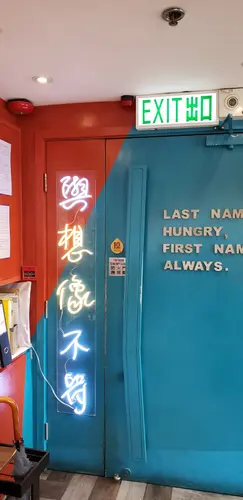 EXIT 出口
與想像不符
LAST NAM
HUNGRY,
FIRST NAM
ALWAYS.